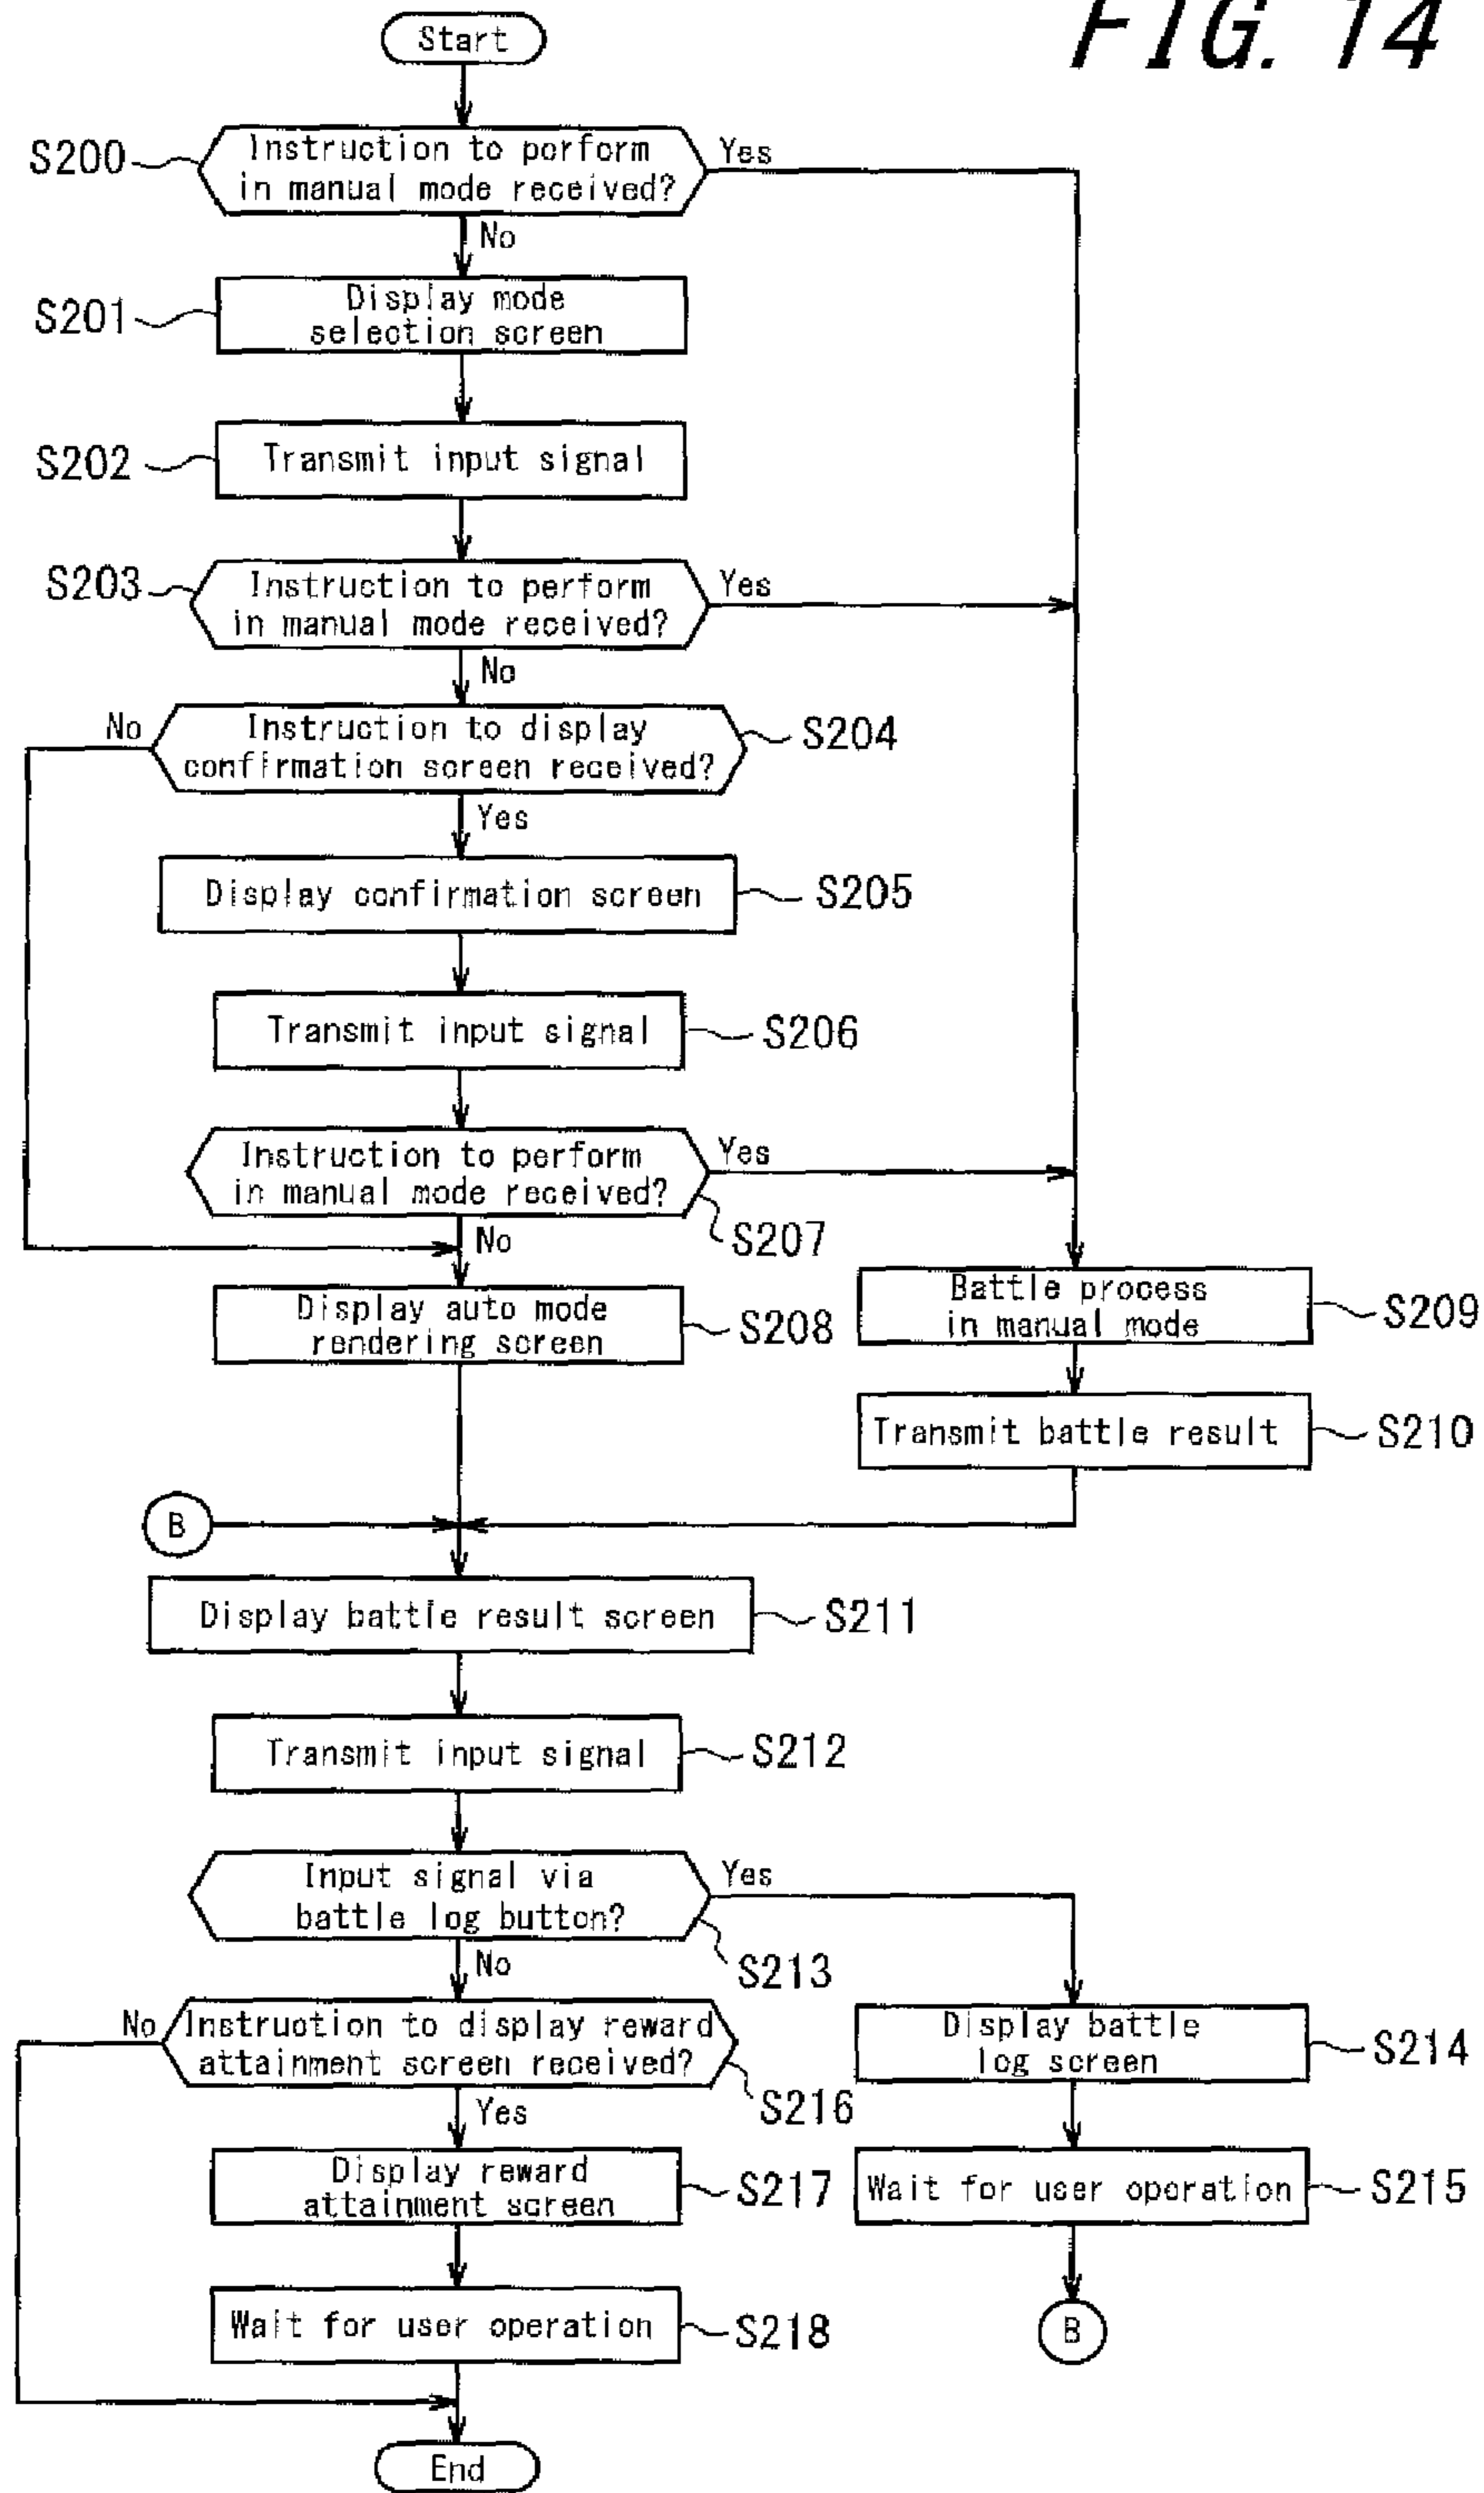 FIG. 14
Start
S200
Instruction to porform
in manual mode received?
Yes
No
S201
Display mode
selection screen
S202
Transmit input signal
S203
Instruction to perform
in manual mode received?
Yes
No
No
Instruction to display
confirmation screen received?
S204
Yes
Display confirmation screen
S205
Transmit input signal
S206
Instruction to perform
in manual mode received?
Yes
S207
No
Display auto mode
rendering screen
S208
Battle process
in manual mode
S209
Transmit battle result
S210
B
Display battle result screen
S211
Transmit input signal
S212
Input signal via
battle log button?
Yes
S213
No
No
Instruction to display reward
attainment screen received?
S216
Yes
Display battle
log screen
S214
Display reward
attainment screen
S217
Wait for user operation
S215
Wait for user operation
S218
B
End